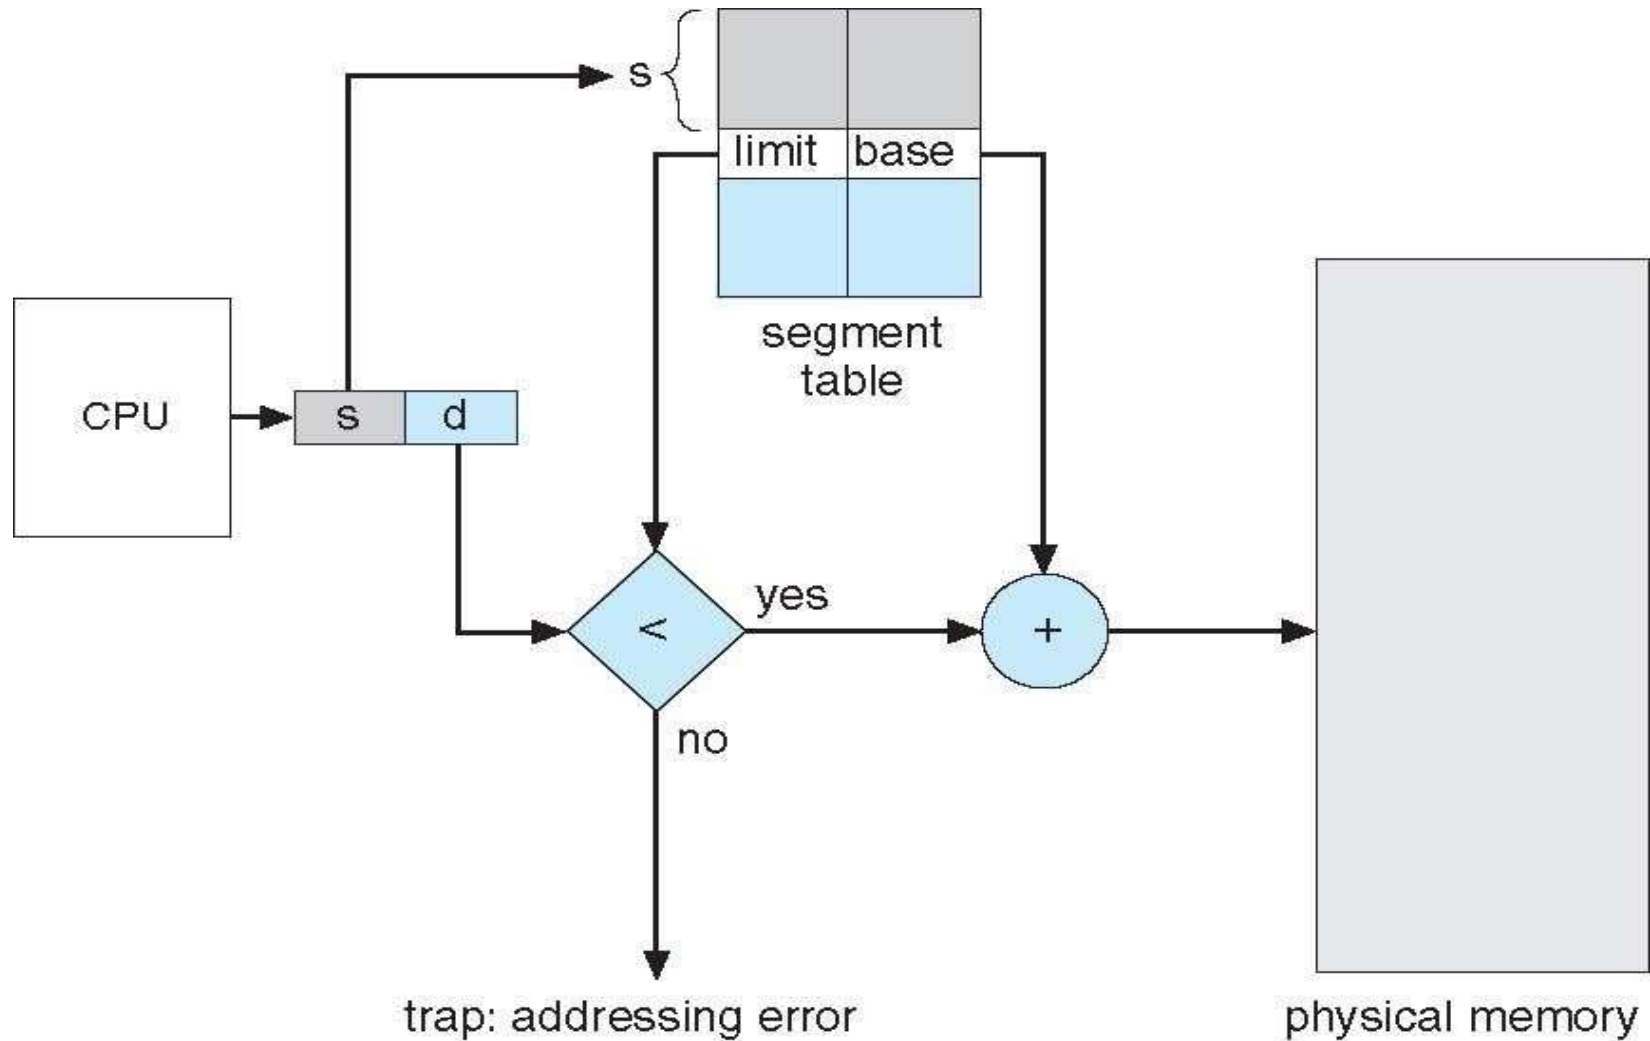 s
limit base
segment
table
CPU
s d
yes
<
+
no
trap: addressing error
physical memory